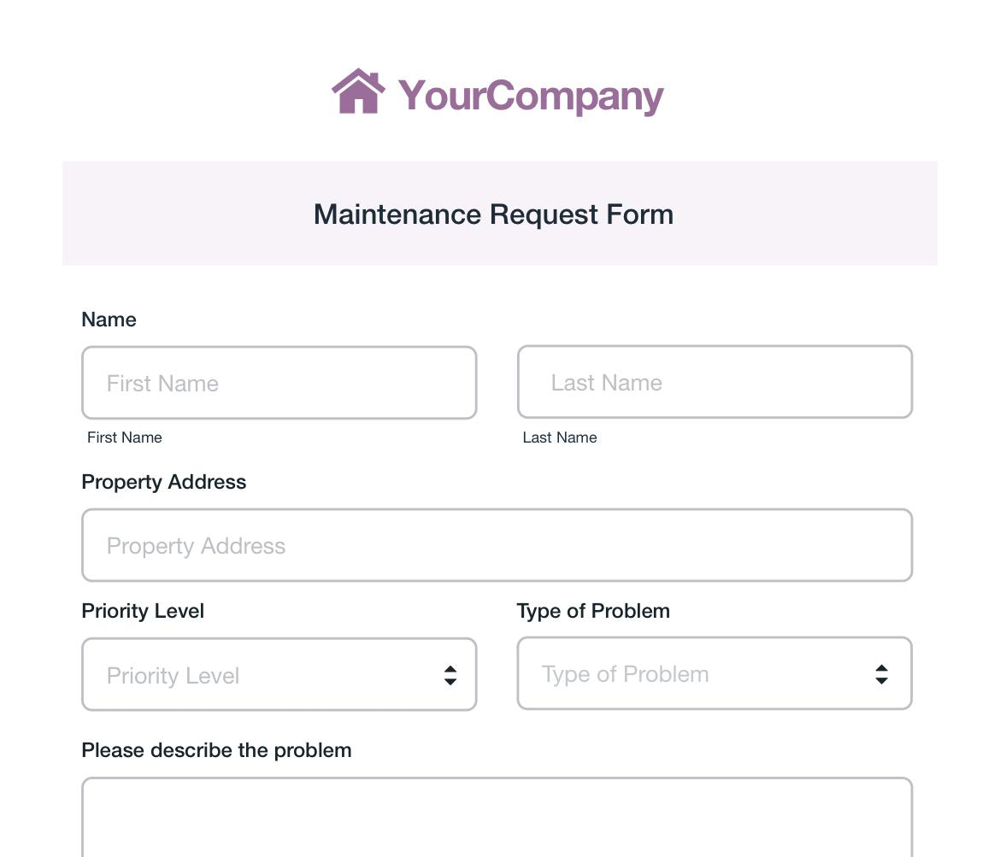 YourCompany
Maintenance Request Form
Name
First Name
Last Name
First Name
Last Name
Property Address
Property Address
Priority Level
Type of Problem
Priority Level
Type of Problem
Please describe the problem